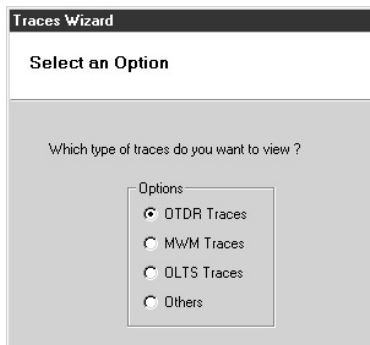 Traces Wizard
Select an Option
Which type of traces do you want to view ?
Options
OTDR Traces
MWM Traces
OLTS Traces
Others